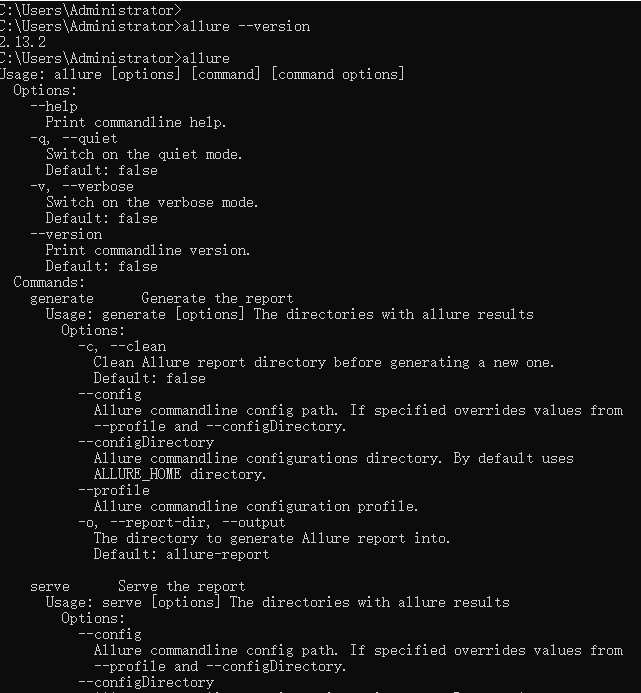 C:\Users\Administrator>
C:\Users\Administrator>allure --version
2.13.2
C:\Users\Administrator>allure
Usage: allure [options] [command] [command options]
Options:
--help
Print commandline help.
-q, --quiet
Switch on the quiet mode.
Default: false
-v, --verbose
Switch on the verbose mode.
Default: false
--version
Print commandline version.
Default: false
Commands:
generate Generate the report
Usage: generate [options] The directories with allure results
Options:
-c, --clean
Clean Allure report directory before generating a new one.
Default: false
--config
Allure commandline config path. If specified overrides values from
--profile and --configDirectory.
--configDirectory
Allure commandline configurations directory. By default uses
ALLURE_HOME directory.
--profile
Allure commandline configuration profile.
-o, --report-dir, --output
The directory to generate Allure report into.
Default: allure-report
serve Serve the report
Usage: serve [options] The directories with allure results
Options:
--config
Allure commandline config path. If specified overrides values from
--profile and --configDirectory.
--configDirectory